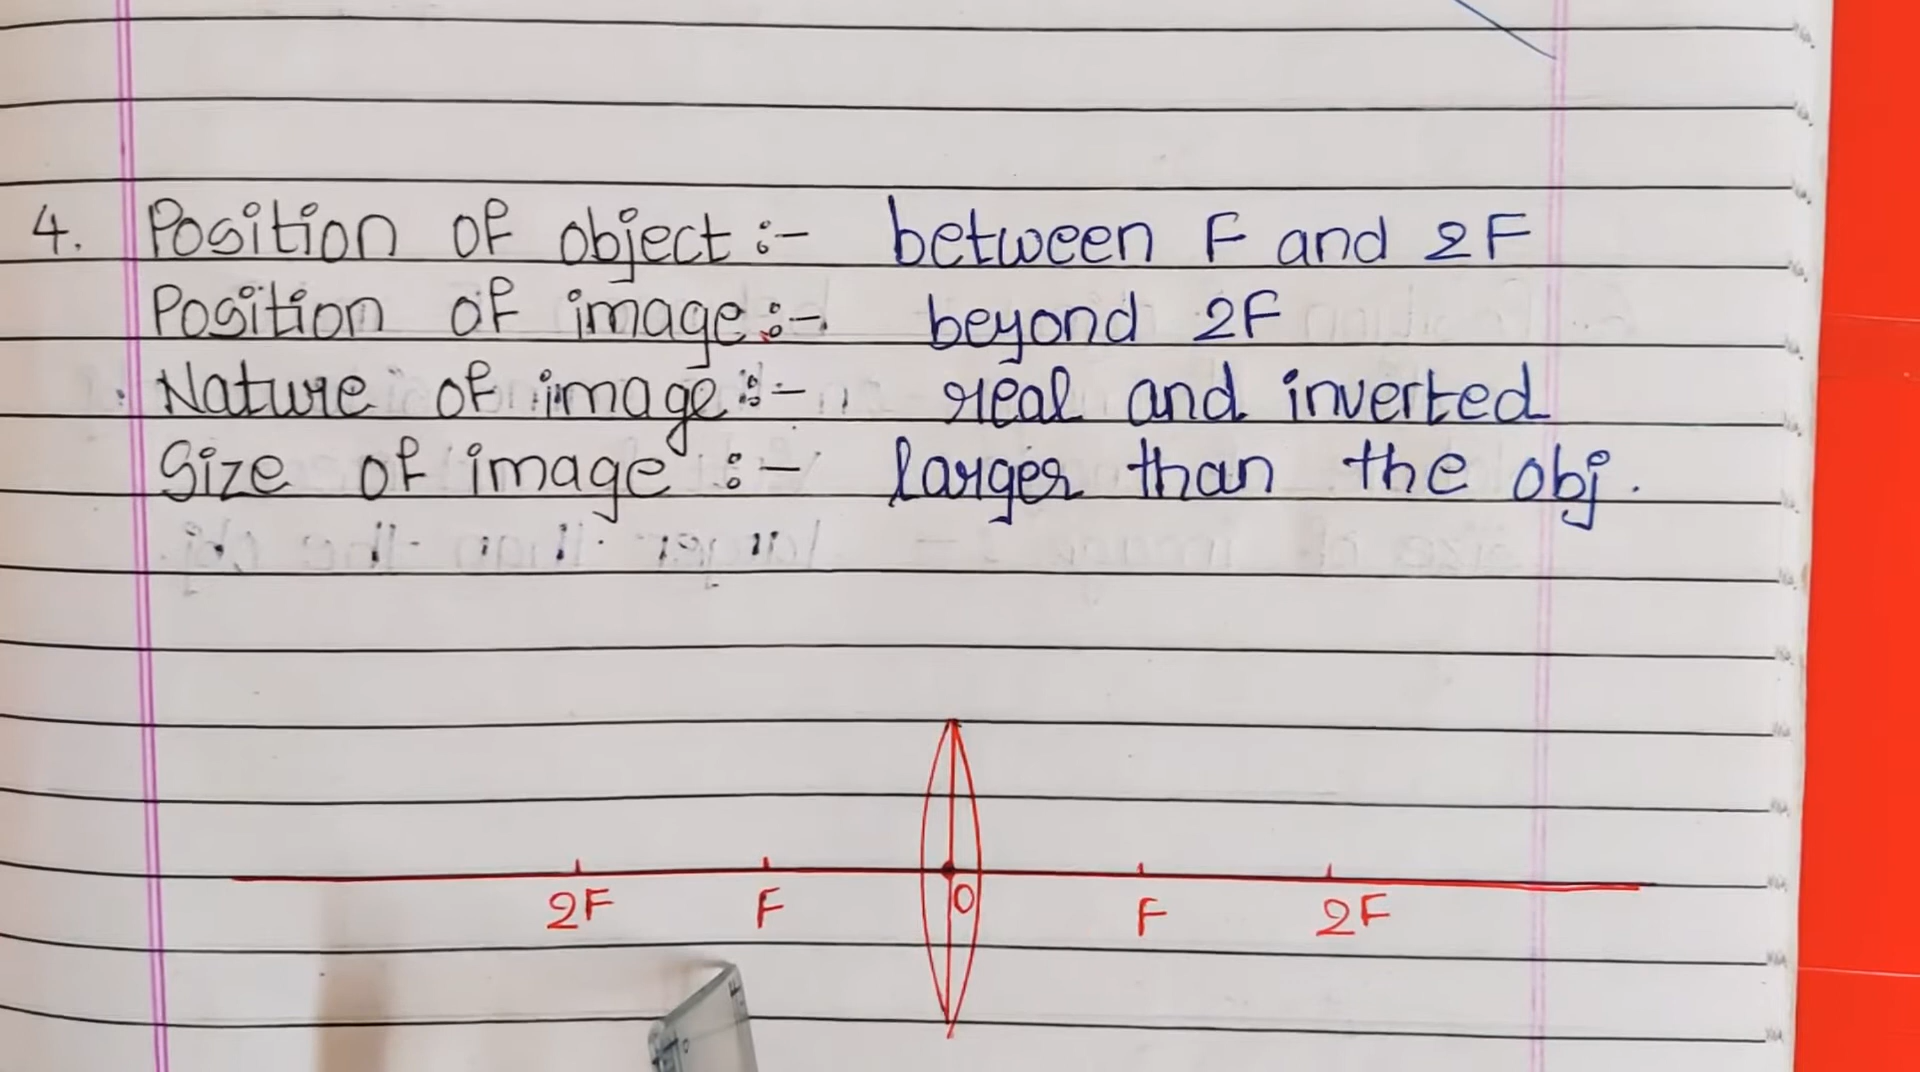 4. Position of object :- between F and 2F
Position of image :- beyond 2F
Nature of image :- real and inverted
Size of image :- larger than the obj.
2F F O F 2F